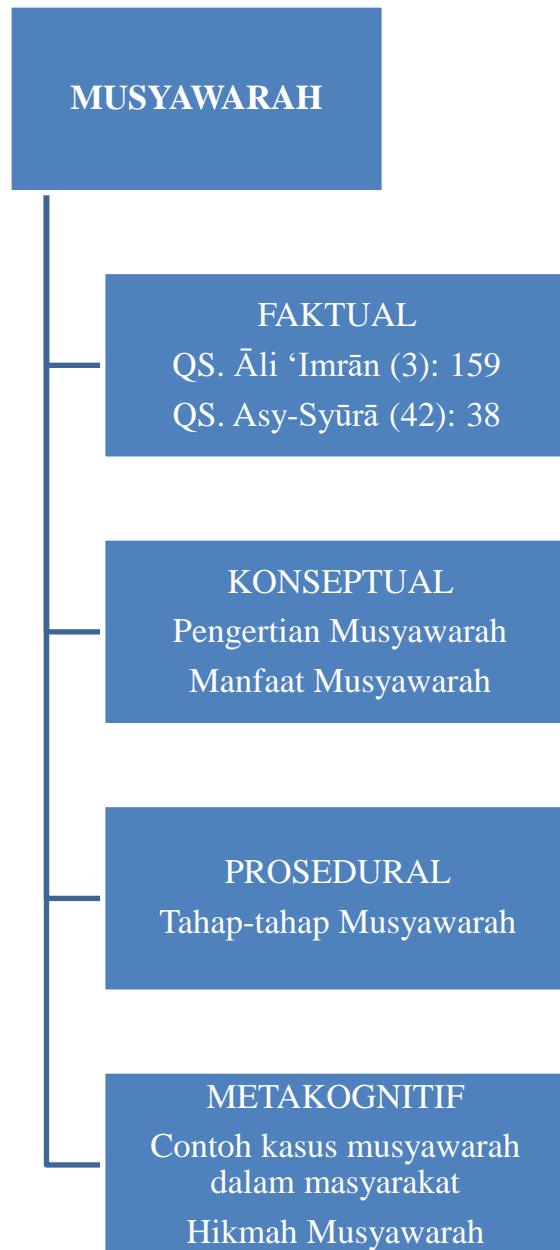 MUSYAWARAH
FAKTUAL
QS. Āli ‘Imrān (3): 159
QS. Asy-Syūrā (42): 38
KONSEPTUAL
Pengertian Musyawarah
Manfaat Musyawarah
PROSEDURAL
Tahap-tahap Musyawarah
METAKOGNITIF
Contoh kasus musyawarah
dalam masyarakat
Hikmah Musyawarah